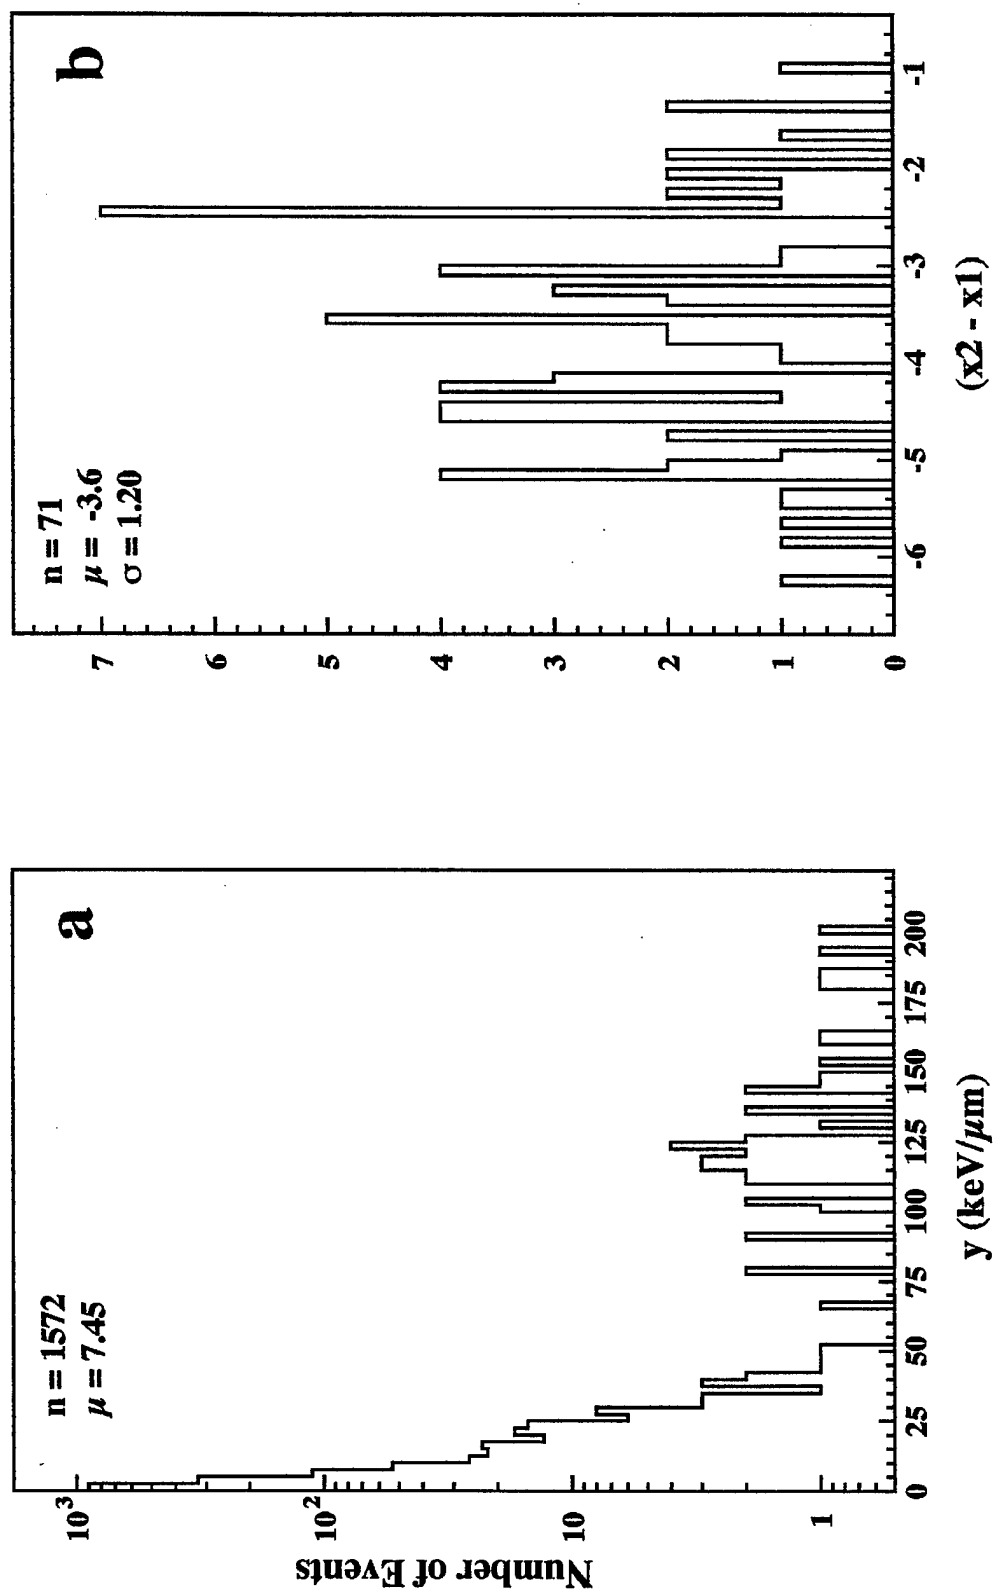 a
n = 1572
μ = 7.45
10³
10²
10
1
Number of Events
0
25
50
75
100
125
150
175
200
y (keV/μm)
b
n = 71
μ = -3.6
σ = 1.20
7
6
5
4
3
2
1
0
-6
-5
-4
-3
-2
-1
(x2 - x1)